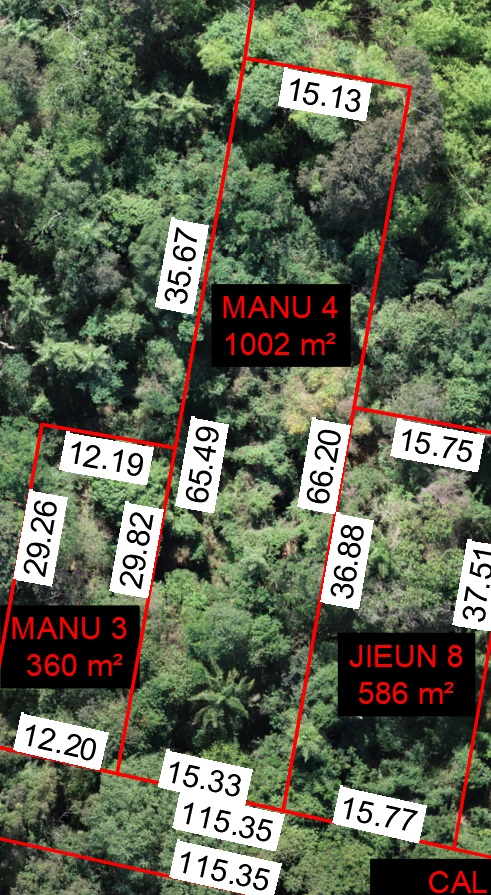 15.13
35.67
MANU 4
1002 m²
12.19
65.49
66.20
15.75
29.26
29.82
36.88
37.51
MANU 3
360 m²
JIEUN 8
586 m²
12.20
15.33
115.35
15.77
115.35
CAL